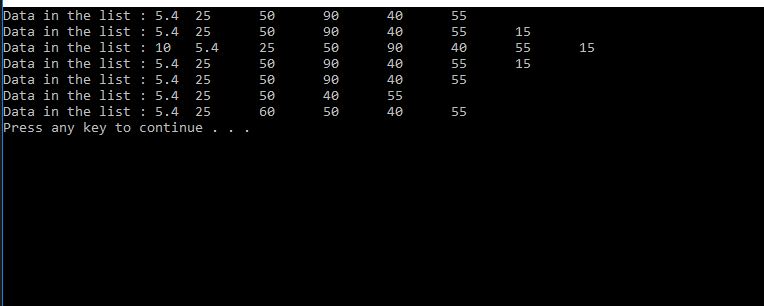 Data in the list : 5.4 25 50 90 40 55
Data in the list : 5.4 25 50 90 40 55 15
Data in the list : 10 5.4 25 50 90 40 55 15
Data in the list : 5.4 25 50 90 40 55 15
Data in the list : 5.4 25 50 90 40 55
Data in the list : 5.4 25 50 40 55
Data in the list : 5.4 25 60 50 40 55
Press any key to continue . . .